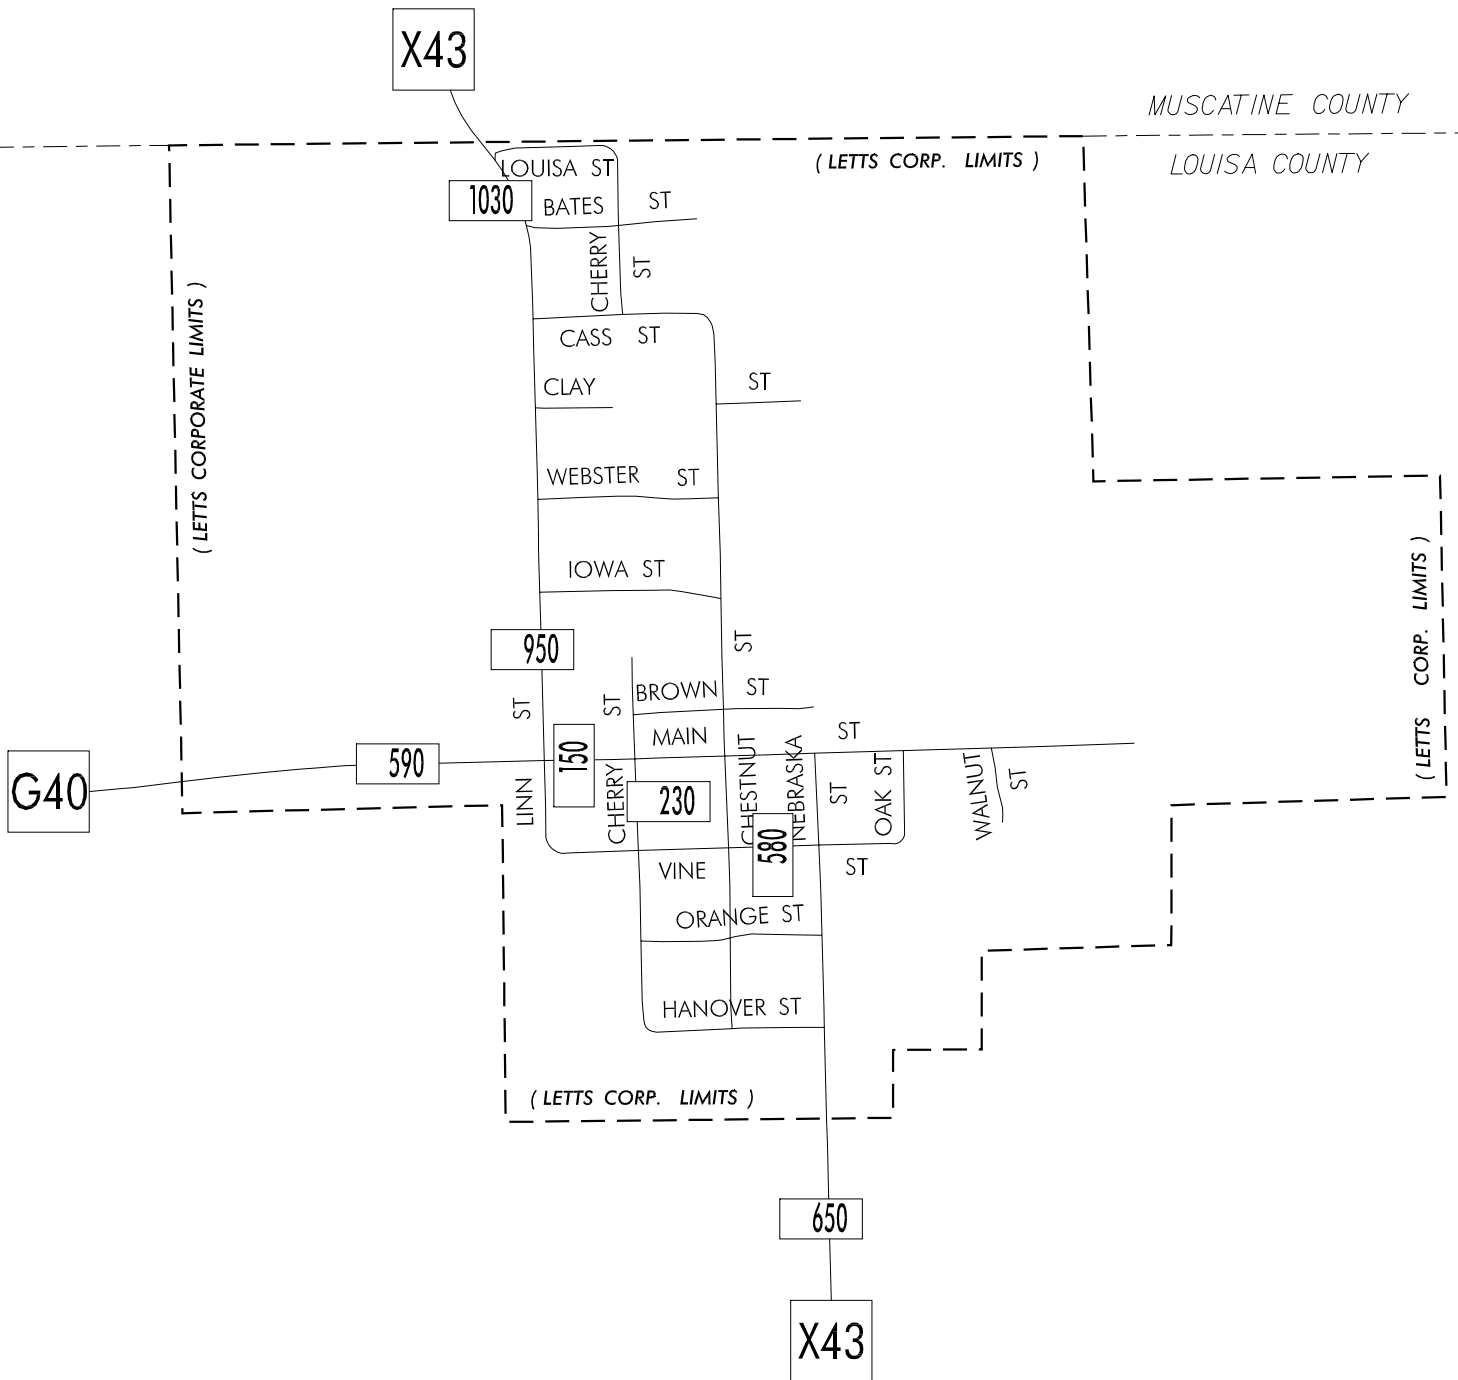 X43
MUSCATINE COUNTY
( LETTS CORP. LIMITS )
LOUISA COUNTY
LOUISA ST
1030
BATES ST
CHERRY ST
( LETTS CORPORATE LIMITS )
CASS ST
CLAY ST
WEBSTER ST
IOWA ST
( LETTS CORP. LIMITS )
950
ST
BROWN ST
ST
ST
MAIN ST
150
590
G40
LINN
CHERRY
230
CHESTNUT
NEBRASKA
ST
OAK ST
WALNUT ST
580
VINE ST
ORANGE ST
HANOVER ST
( LETTS CORP. LIMITS )
650
X43